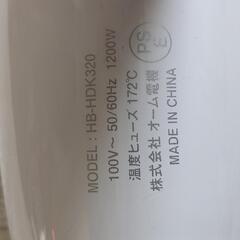 MODEL : HB-HDK320
100V～ 50/60Hz 1200W
温度ヒューズ 172℃
株式会社 オーム電機
MADE IN CHINA
PS
E